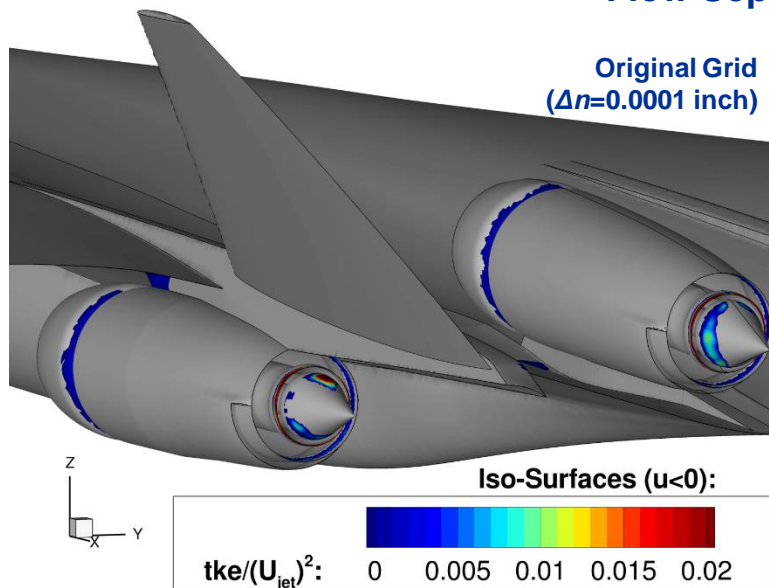 Original Grid
(Δn=0.0001 inch)
Z
Y
X
Iso-Surfaces (u<0):
tke/(U_jet)²: 0 0.005 0.01 0.015 0.02